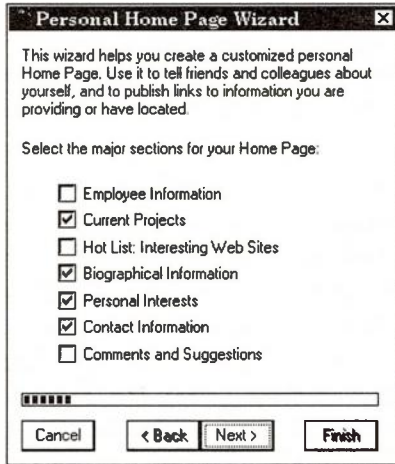 Personal Home Page Wizard
This wizard helps you create a customized personal
Home Page. Use it to tell friends and colleagues about
yourself, and to publish links to information you are
providing or have located.
Select the major sections for your Home Page:
Employee Information
Current Projects
Hot List: Interesting Web Sites
Biographical Information
Personal Interests
Contact Information
Comments and Suggestions
Cancel < Back Next > Finish